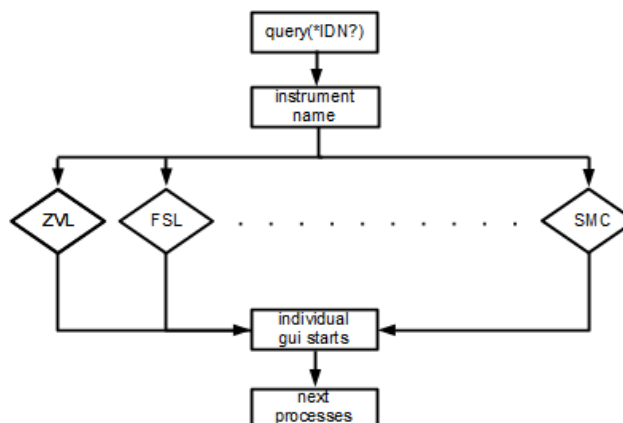 query(*IDN?)
instrument
name
ZVL
FSL
. . . . . . . . . .
SMC
individual
gui starts
next
processes